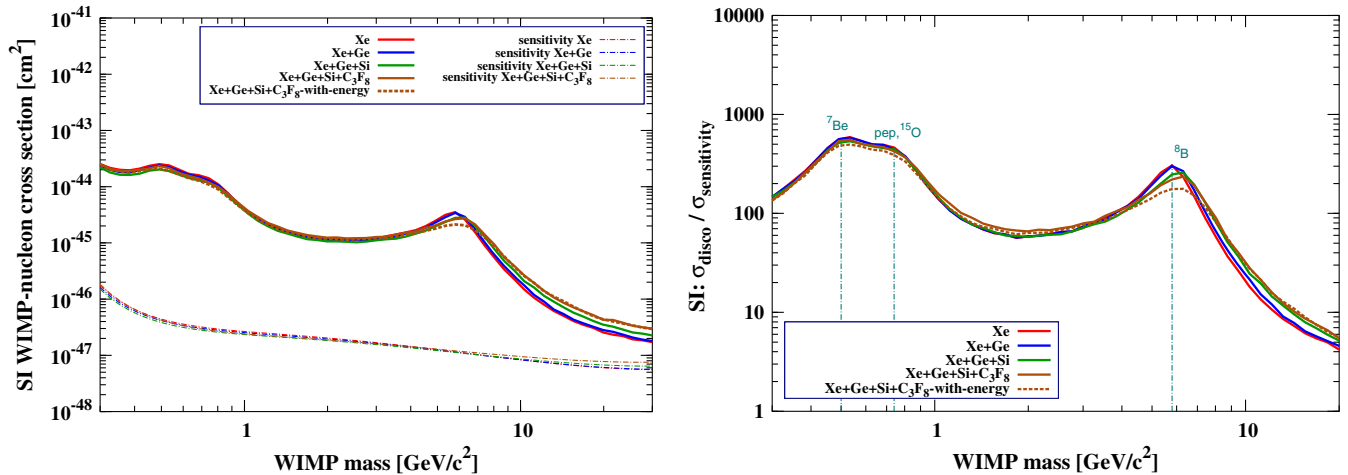 SI WIMP-nucleon cross section [cm2]
10-41
10-42
10-43
10-44
10-45
10-46
10-47
10-48
Xe
Xe+Ge
Xe+Ge+Si
Xe+Ge+Si+C3F8
Xe+Ge+Si+C3F8-with-energy
sensitivity Xe
sensitivity Xe+Ge
sensitivity Xe+Ge+Si
sensitivity Xe+Ge+Si+C3F8
1
10
WIMP mass [GeV/c2]
SI: σdisco / σsensitivity
10000
1000
100
10
1
7Be
pep,15O
8B
Xe
Xe+Ge
Xe+Ge+Si
Xe+Ge+Si+C3F8
Xe+Ge+Si+C3F8-with-energy
1
10
WIMP mass [GeV/c2]